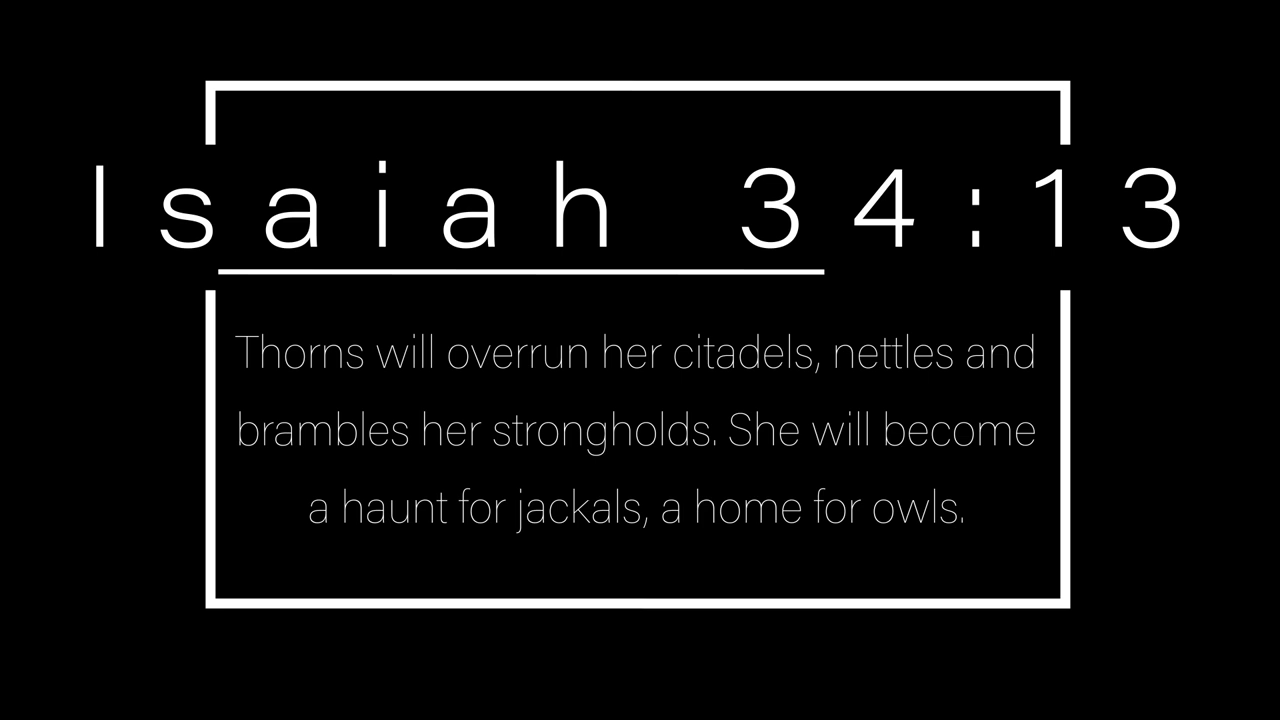 Isaiah 34:13
Thorns will overrun her citadels, nettles and
brambles her strongholds. She will become
a haunt for jackals, a home for owls.